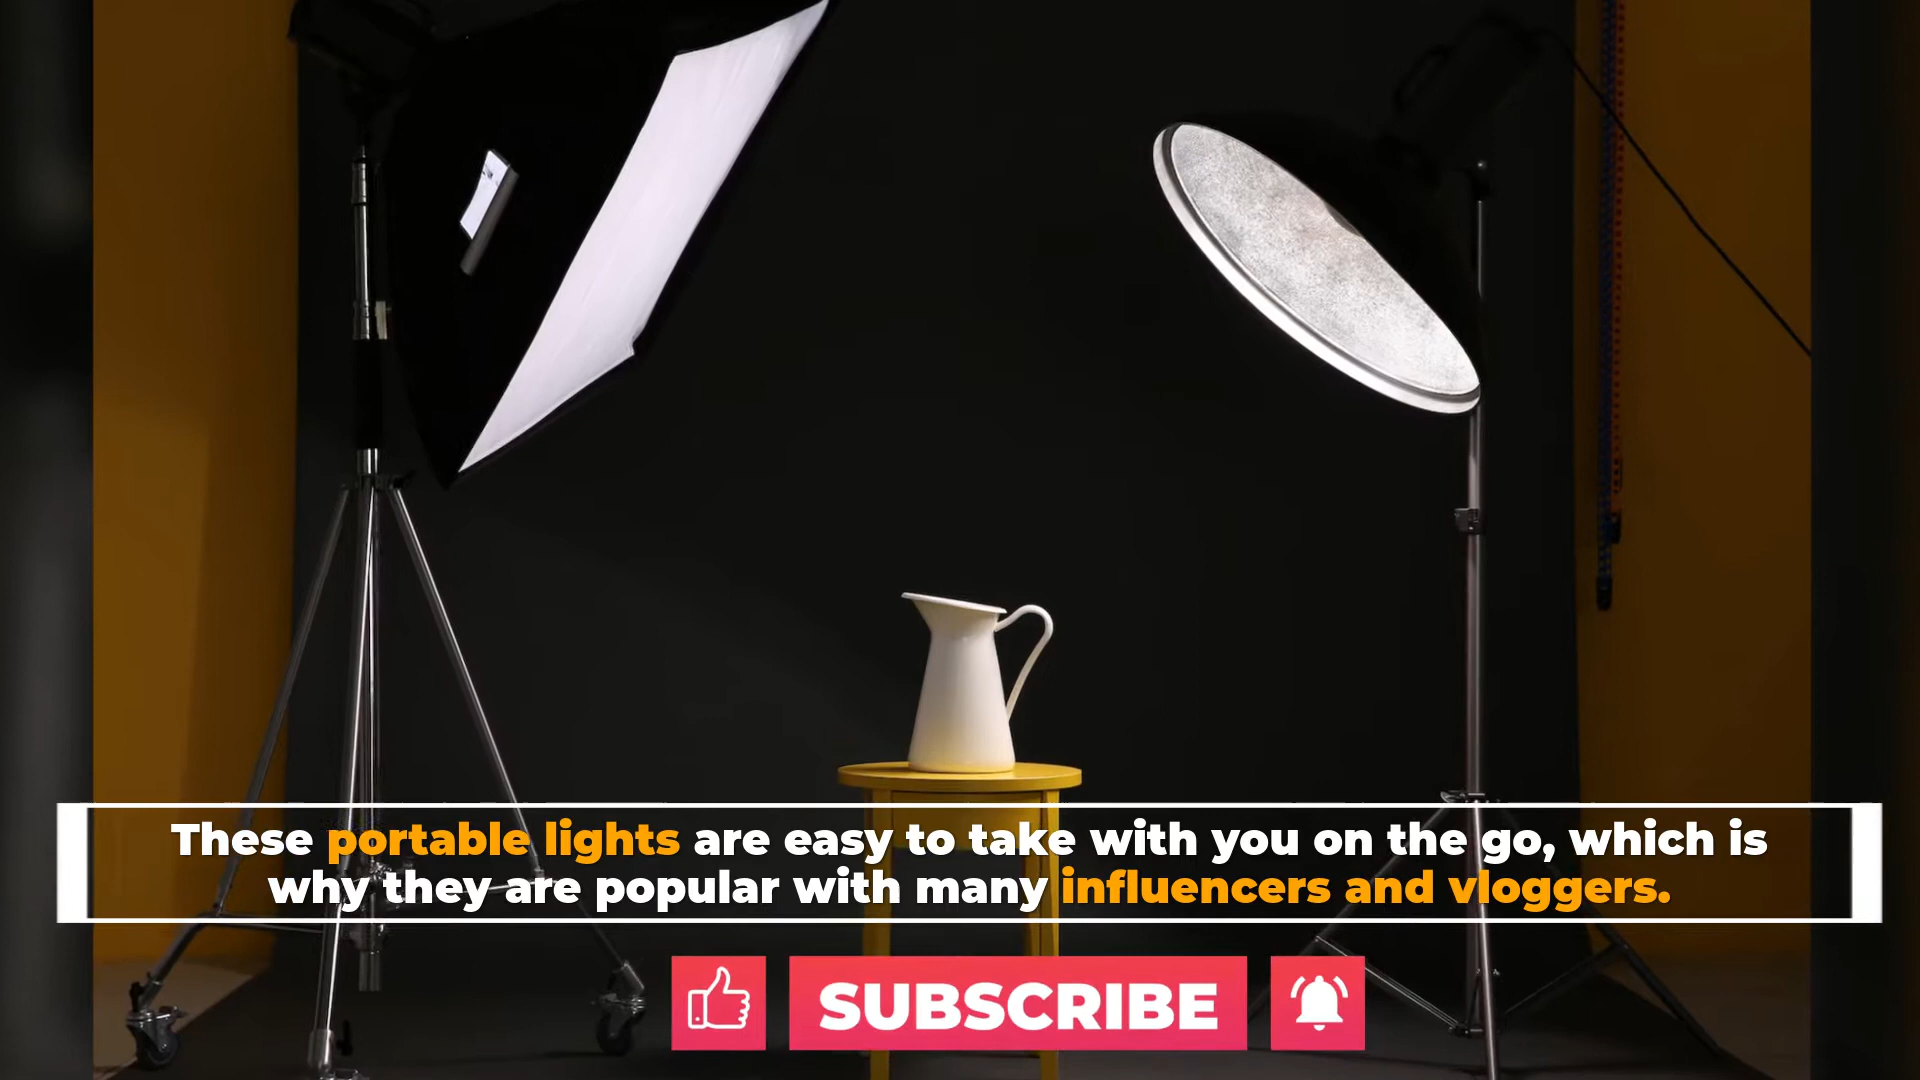 These portable lights are easy to take with you on the go, which is
why they are popular with many influencers and vloggers.
SUBSCRIBE